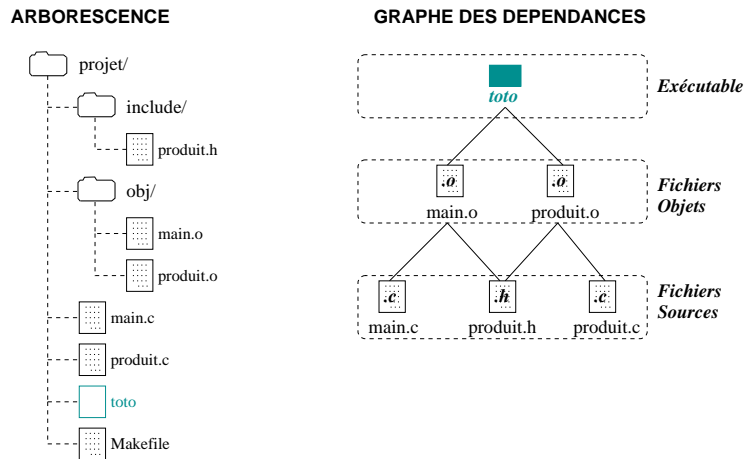 ARBORESCENCE
projet/
include/
produit.h
obj/
main.o
produit.o
main.c
produit.c
toto
Makefile
GRAPHE DES DEPENDANCES
toto
Exécutable
.o .o
main.o produit.o
Fichiers
Objets
.c .h .c
main.c produit.h produit.c
Fichiers
Sources